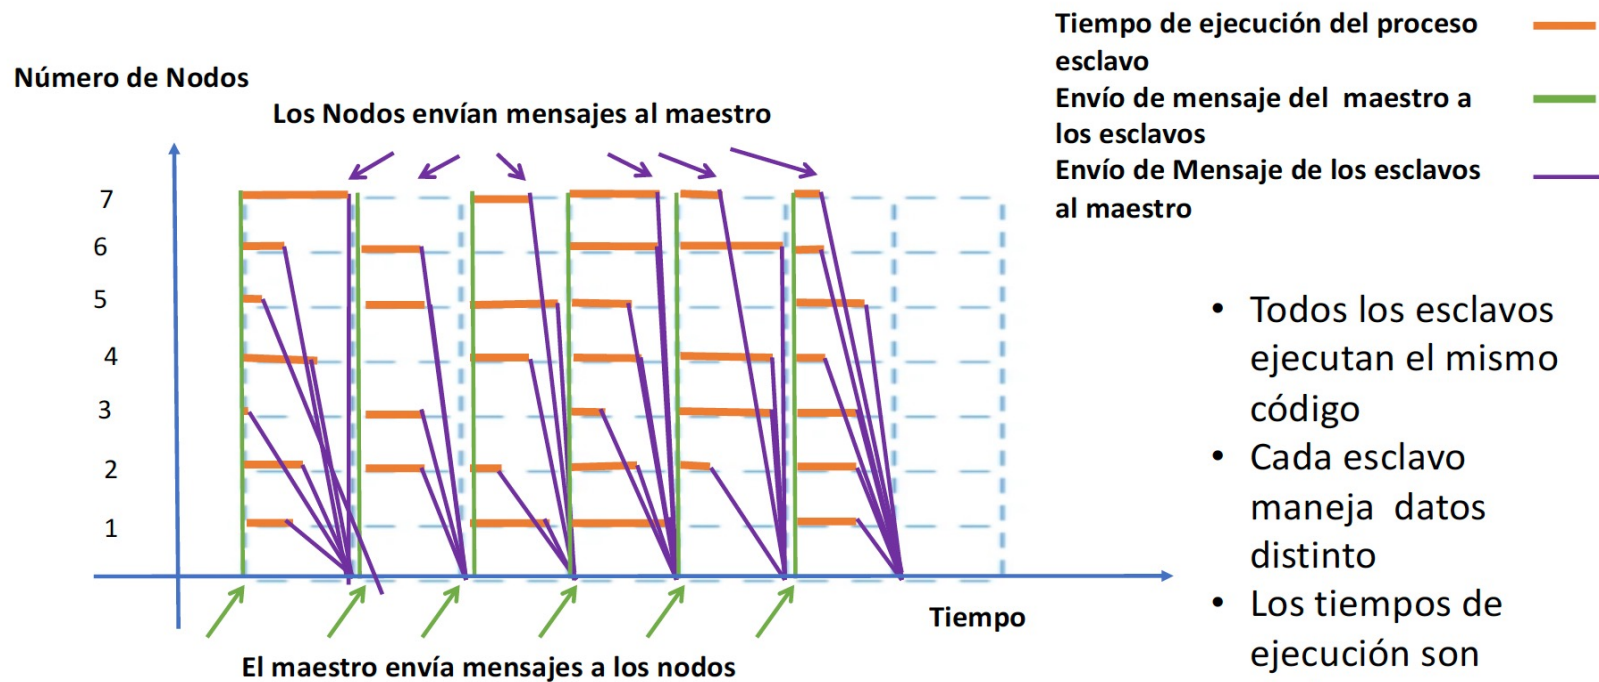 Tiempo de ejecución del proceso
esclavo
Envío de mensaje del maestro a
los esclavos
Envío de Mensaje de los esclavos
al maestro
Número de Nodos
Los Nodos envían mensajes al maestro
7
6
5
4
3
2
1
Tiempo
El maestro envía mensajes a los nodos
• Todos los esclavos
ejecutan el mismo
código
• Cada esclavo
maneja datos
distinto
• Los tiempos de
ejecución son